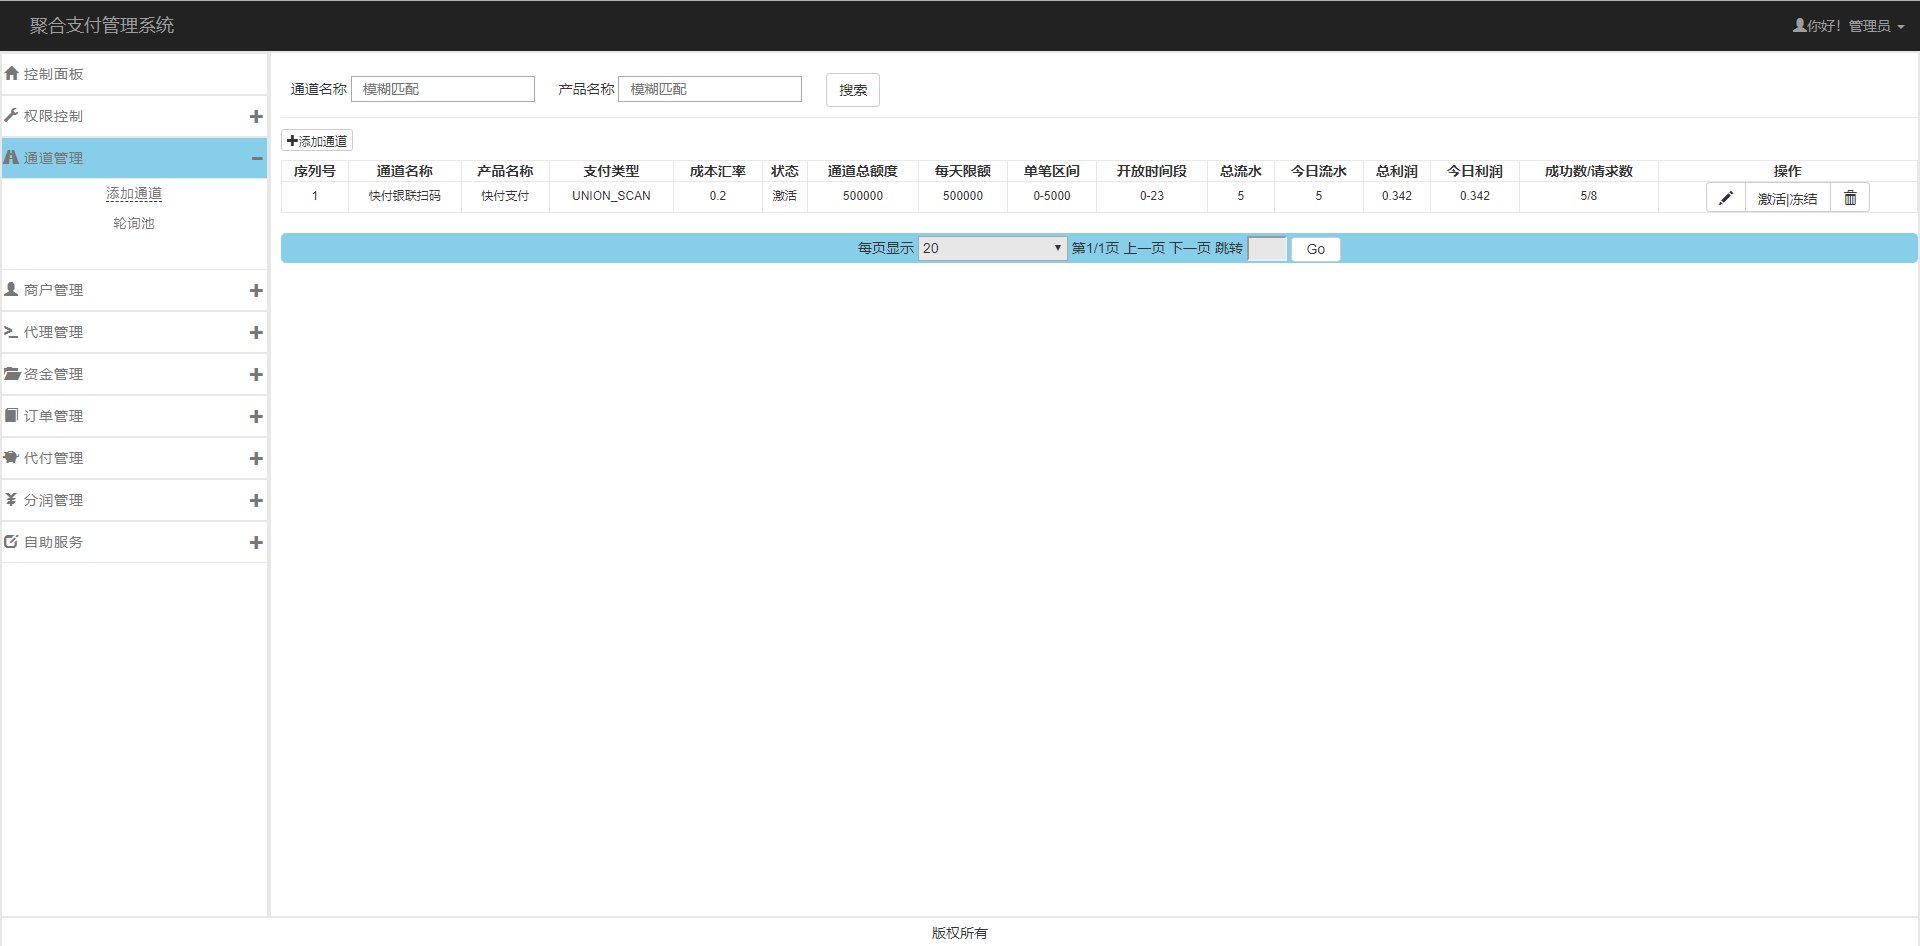 聚合支付管理系统
你好！管理员
控制面板
权限控制
通道管理
添加通道
轮询池
商户管理
代理管理
资金管理
订单管理
代付管理
分润管理
自助服务
通道名称 模糊匹配 产品名称 模糊匹配 搜索
添加通道
序列号 通道名称 产品名称 支付类型 成本汇率 状态 通道总额度 每天限额 单笔区间 开放时间段 总流水 今日流水 总利润 今日利润 成功数/请求数 操作
1 快付银联扫码 快付支付 UNION_SCAN 0.2 激活 500000 500000 0-5000 0-23 5 5 0.342 0.342 5/8 激活|冻结
每页显示 20 第1/1页 上一页 下一页 跳转 Go
版权所有